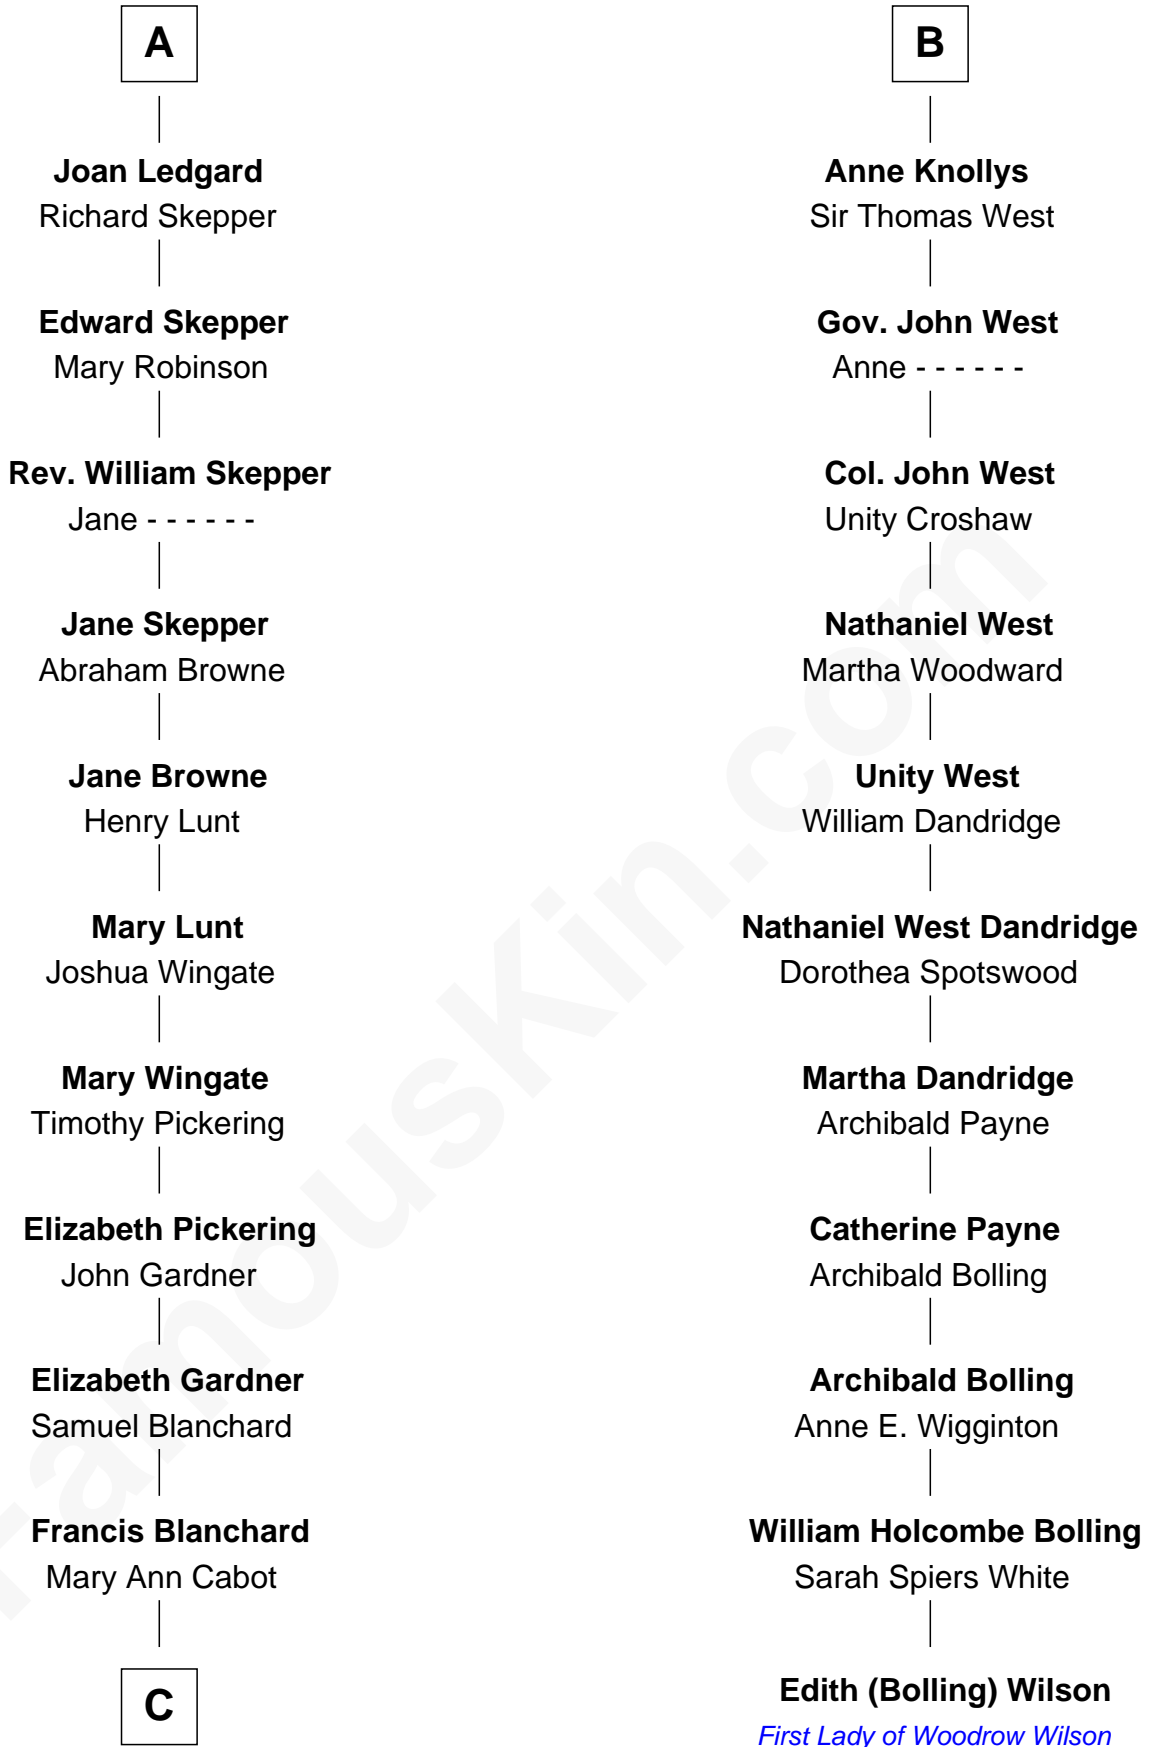 A
Joan Ledgard
Richard Skepper
Edward Skepper
Mary Robinson
Rev. William Skepper
Jane - - - - - -
Jane Skepper
Abraham Browne
Jane Browne
Henry Lunt
Mary Lunt
Joshua Wingate
Mary Wingate
Timothy Pickering
Elizabeth Pickering
John Gardner
Elizabeth Gardner
Samuel Blanchard
Francis Blanchard
Mary Ann Cabot
C
B
Anne Knollys
Sir Thomas West
Gov. John West
Anne - - - - - -
Col. John West
Unity Croshaw
Nathaniel West
Martha Woodward
Unity West
William Dandridge
Nathaniel West Dandridge
Dorothea Spotswood
Martha Dandridge
Archibald Payne
Catherine Payne
Archibald Bolling
Archibald Bolling
Anne E. Wigginton
William Holcombe Bolling
Sarah Spiers White
Edith (Bolling) Wilson
First Lady of Woodrow Wilson
FamousKin.com